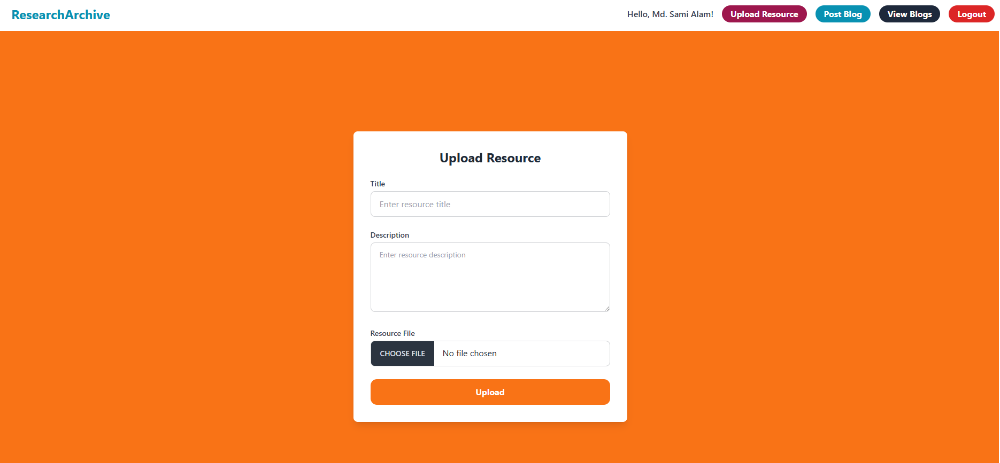 ResearchArchive
Hello, Md. Sami Alam! Upload Resource Post Blog View Blogs Logout
Upload Resource
Title
Enter resource title
Description
Enter resource description
Resource File
CHOOSE FILE No file chosen
Upload